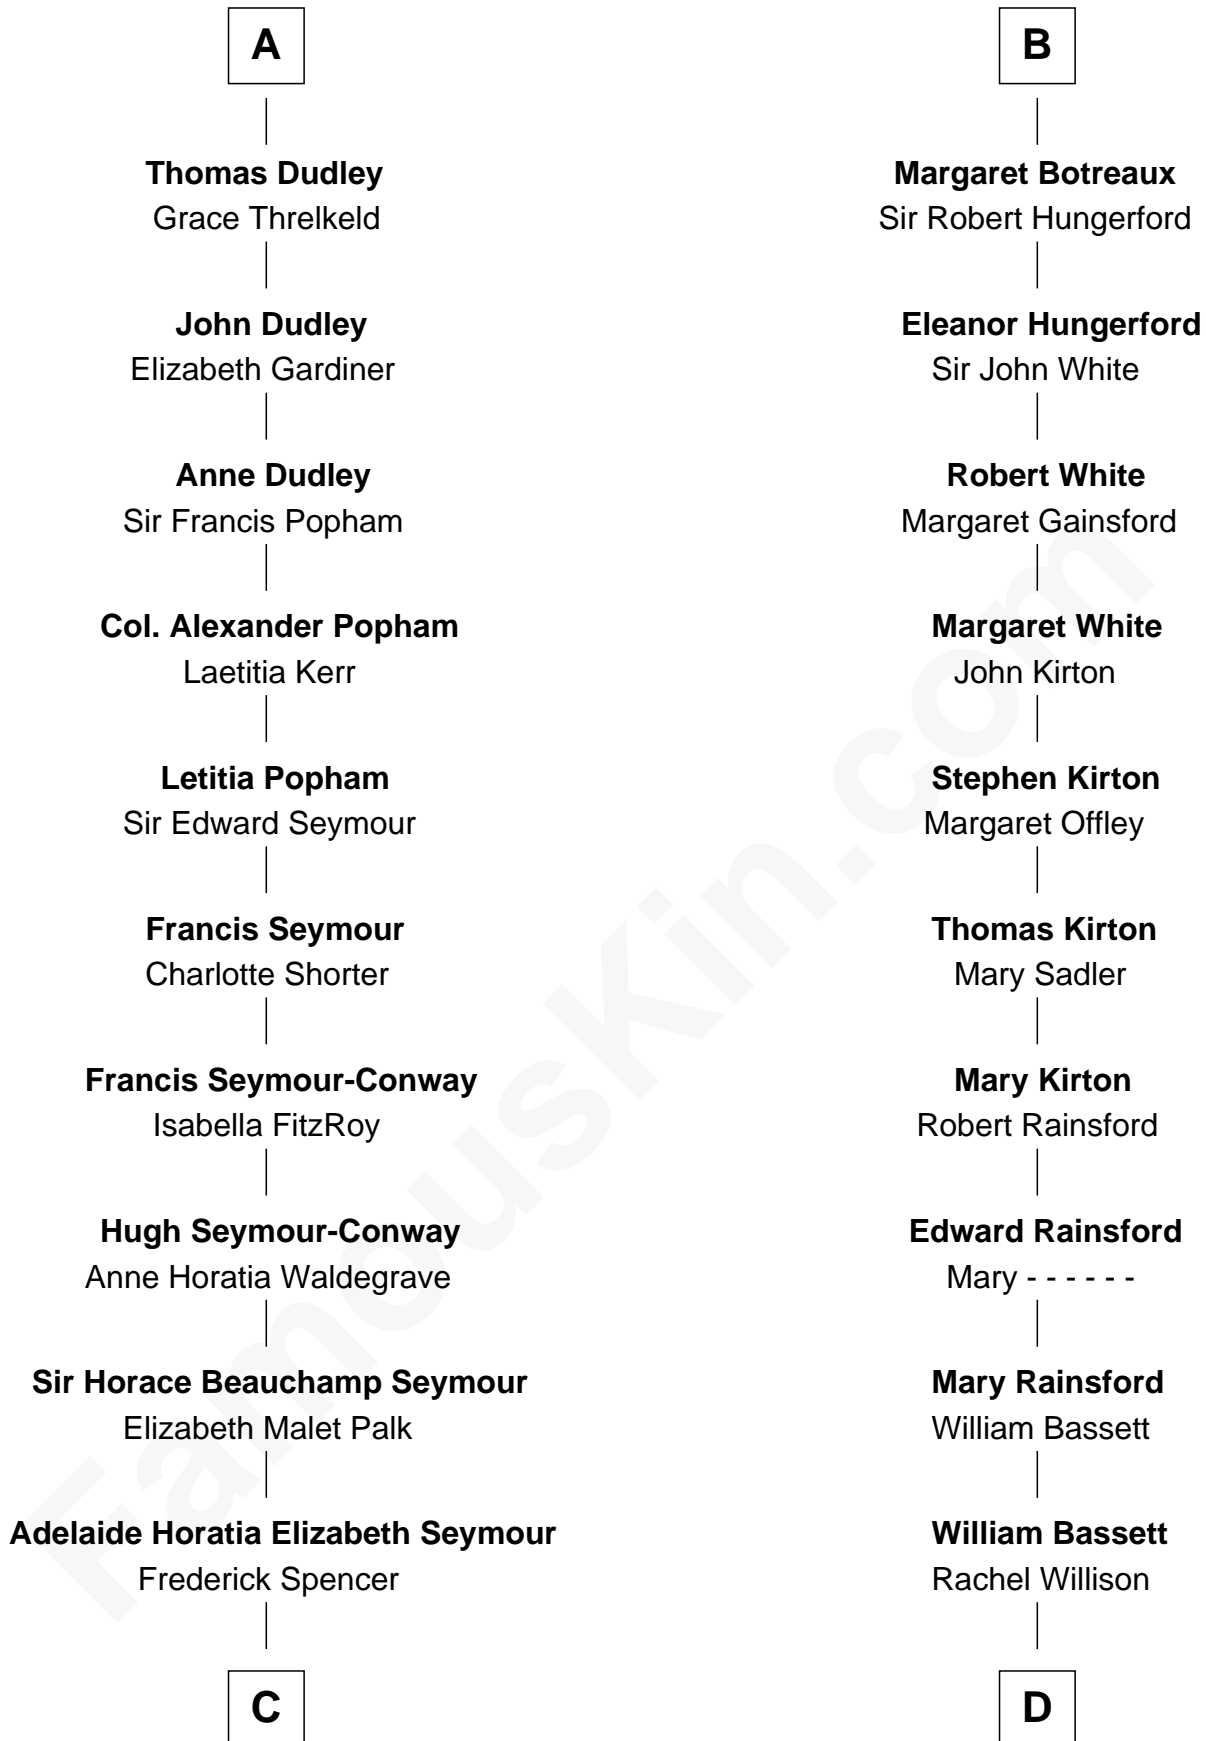 A
Thomas Dudley
Grace Threlkeld
John Dudley
Elizabeth Gardiner
Anne Dudley
Sir Francis Popham
Col. Alexander Popham
Laetitia Kerr
Letitia Popham
Sir Edward Seymour
Francis Seymour
Charlotte Shorter
Francis Seymour-Conway
Isabella FitzRoy
Hugh Seymour-Conway
Anne Horatia Waldegrave
Sir Horace Beauchamp Seymour
Elizabeth Malet Palk
Adelaide Horatia Elizabeth Seymour
Frederick Spencer
C
B
Margaret Botreaux
Sir Robert Hungerford
Eleanor Hungerford
Sir John White
Robert White
Margaret Gainsford
Margaret White
John Kirton
Stephen Kirton
Margaret Offley
Thomas Kirton
Mary Sadler
Mary Kirton
Robert Rainsford
Edward Rainsford
Mary - - - - - -
Mary Rainsford
William Bassett
William Bassett
Rachel Willison
D
FamousKin.com